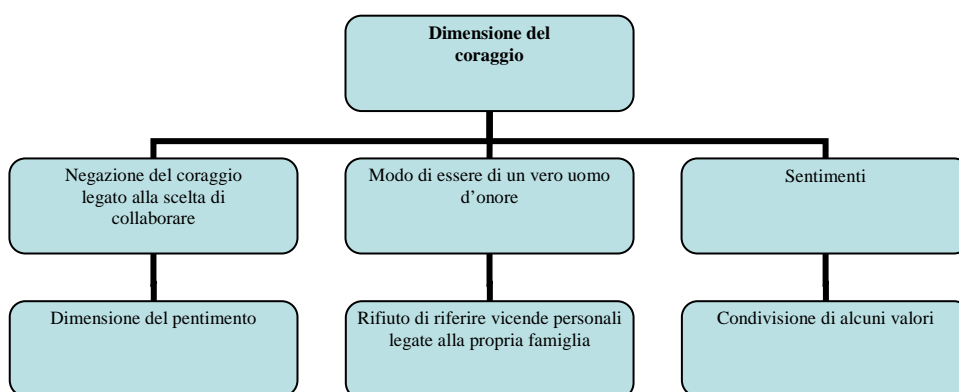 Dimensione del
coraggio
Negazione del coraggio
legato alla scelta di
collaborare
Modo di essere di un vero uomo
d’onore
Sentimenti
Dimensione del pentimento
Rifiuto di riferire vicende personali
legate alla propria famiglia
Condivisione di alcuni valori